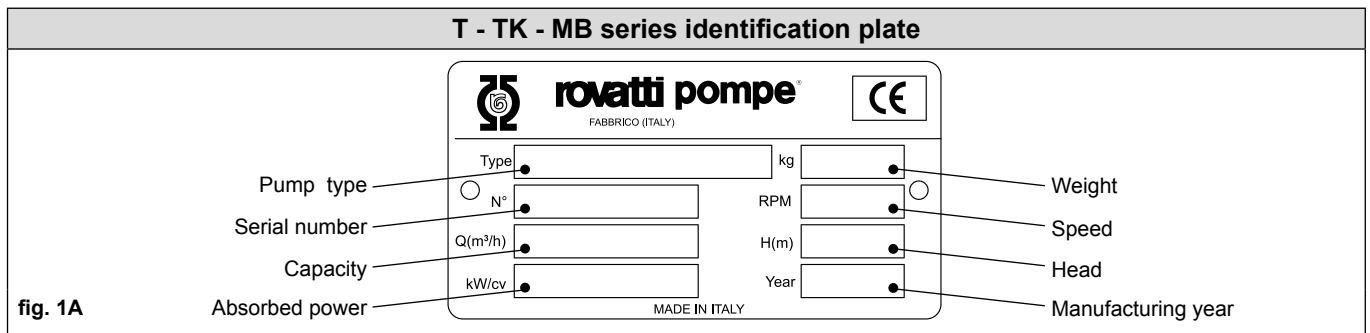 T - TK - MB series identification plate
rovatti pompe®
FABBRICO (ITALY)
CE
Pump type
Type
kg
Weight
Serial number
N°
RPM
Speed
Capacity
Q(m³/h)
H(m)
Head
Absorbed power
kW/cv
Year
Manufacturing year
MADE IN ITALY
fig. 1A